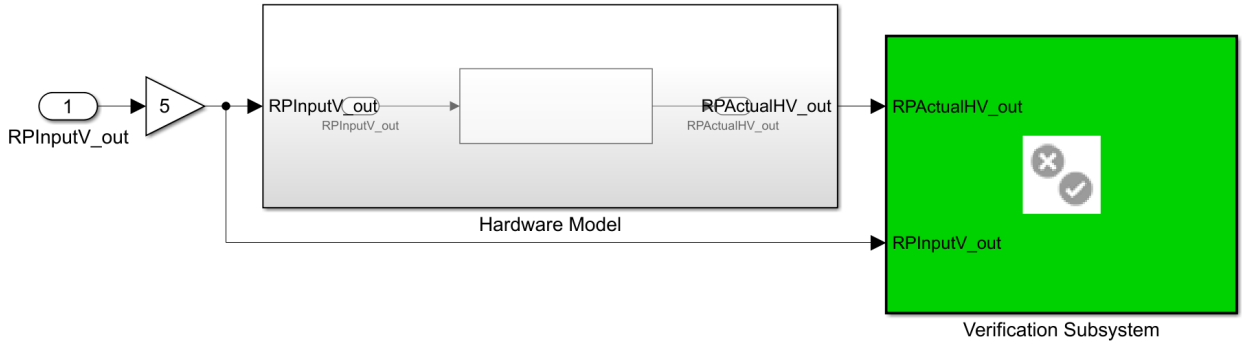 1
RPInputV_out
5
RPInputV_out
RPInputV_out
RPActualHV_out
RPActualHV_out
Hardware Model
RPActualHV_out
RPInputV_out
Verification Subsystem